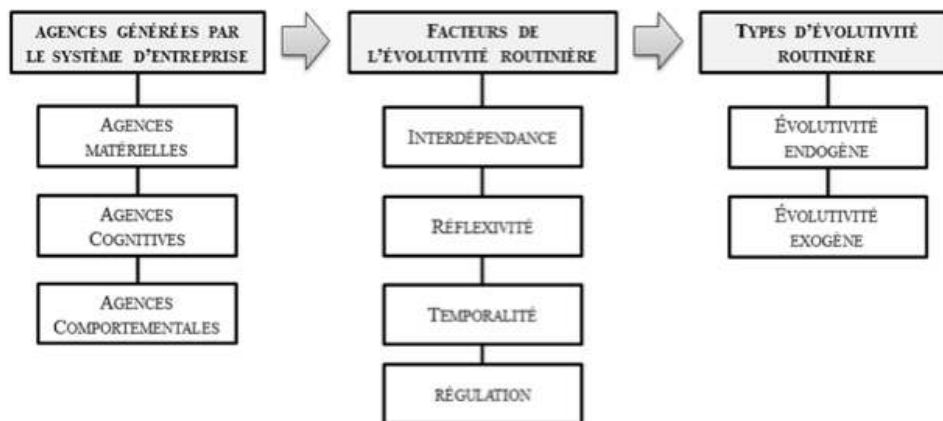 AGENCES GÉNÉRÉES PAR
LE SYSTÈME D'ENTREPRISE
AGENCES
MATÉRIELLES
AGENCES
COGNITIVES
AGENCES
COMPORTEMENTALES
FACTEURS DE
L'ÉVOLUTIVITÉ ROUTINIÈRE
INTERDÉPENDANCE
RÉFLEXIVITÉ
TEMPORALITÉ
RÉGULATION
TYPES D'ÉVOLUTIVITÉ
ROUTINIÈRE
ÉVOLUTIVITÉ
ENDOGÈNE
ÉVOLUTIVITÉ
EXOGÈNE